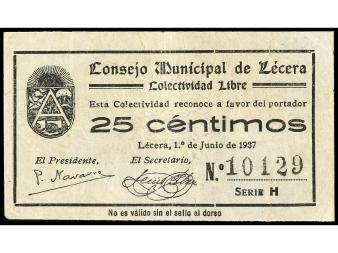 Consejo Municipal de Lécera
Colectividad Libre
Esta Colectividad reconoce a favor del portador
25 céntimos
Lécera, 1.º de Junio de 1937
El Presidente, El Secretario,
P. Navarro
N.º 10129
SERIE H
No es válido sin el sello al dorso